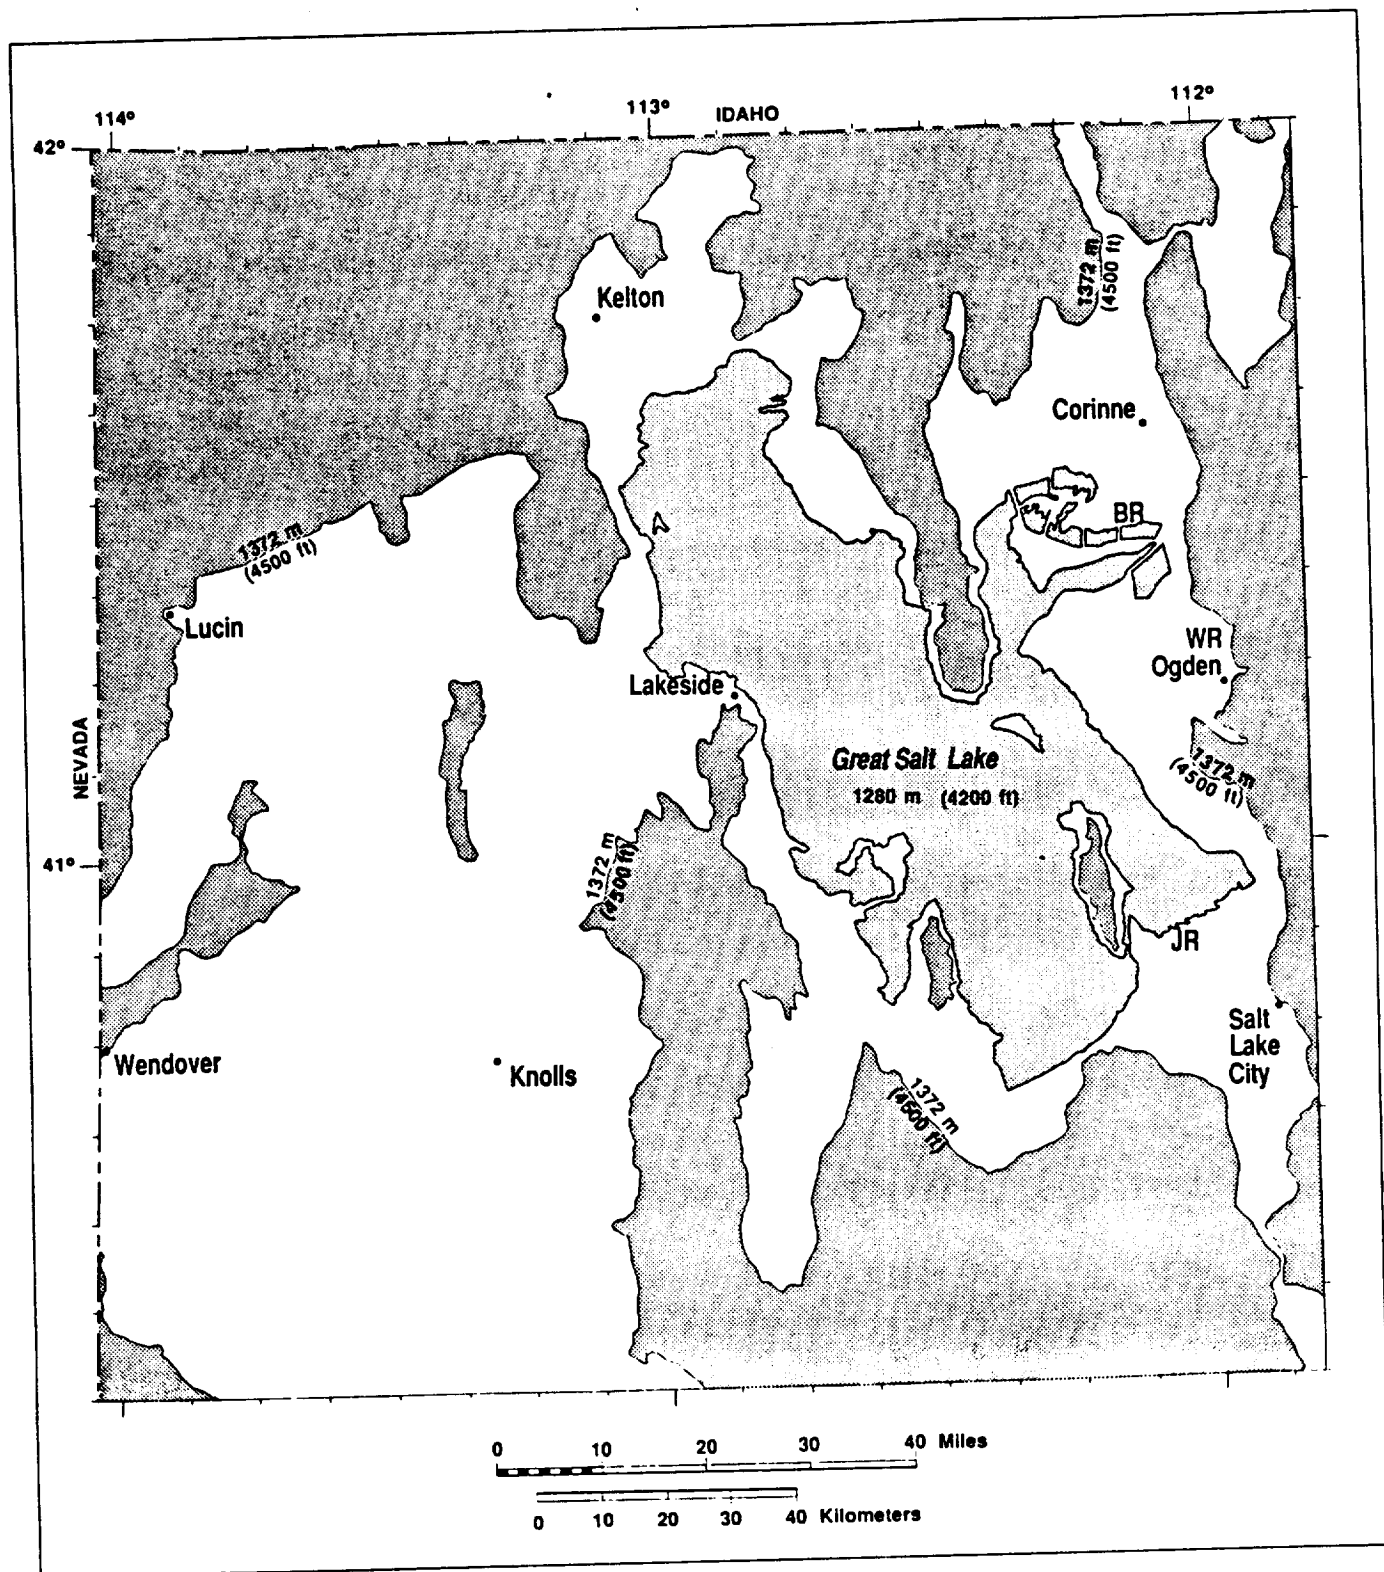 114°
113°
IDAHO
112°
42°
1372 m
(4500 ft)
Kelton
Corinne
BR
1372 m
(4500 ft)
Lucin
WR
Ogden
Lakeside
NEVADA
Great Salt Lake
1280 m (4200 ft)
1372 m
(4500 ft)
41°
1372 m
(4500 ft)
JR
Salt
Lake
City
Wendover
Knolls
1372 m
(4500 ft)
0 10 20 30 40 Miles
0 10 20 30 40 Kilometers